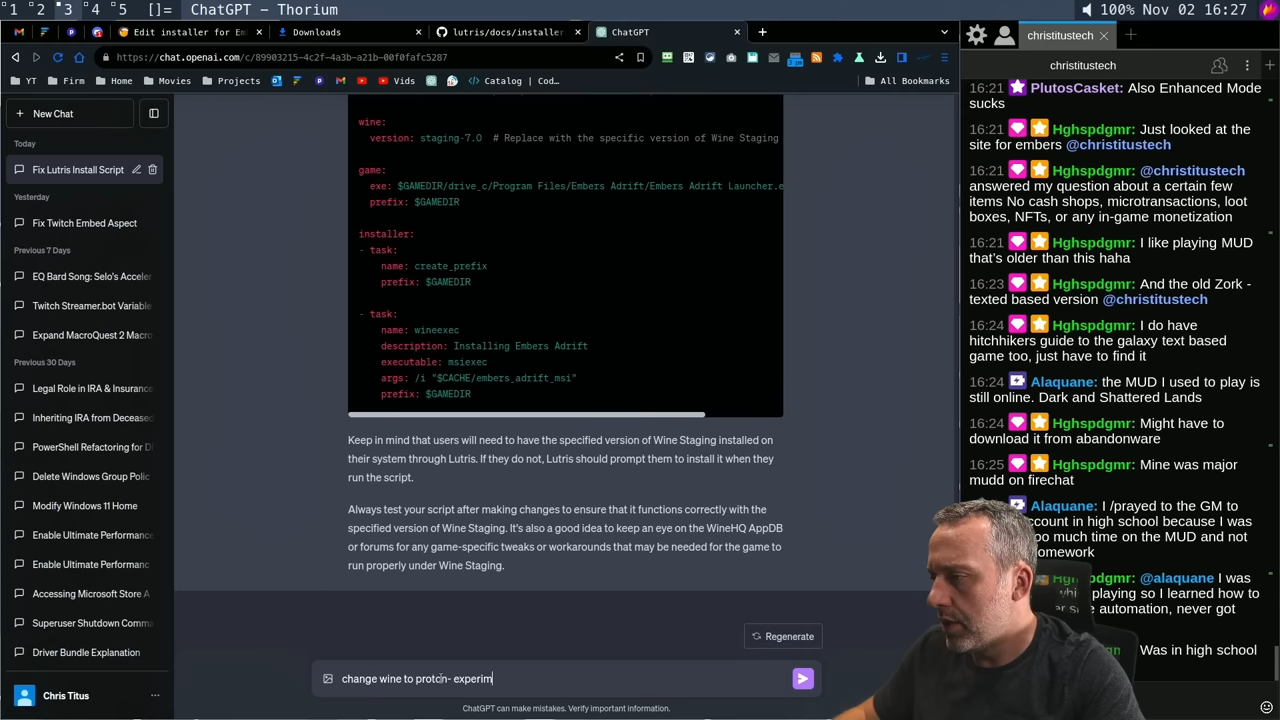 1 2 3 4 5 []= ChatGPT - Thorium
100% Nov 02 16:27
Edit installer for Embers
Downloads
lutris/docs/installer
ChatGPT
https://chat.openai.com/89903215-4c2f-4a3b-a21b-00f0fafc5287
YT Firm Home Movies Projects Vids Catalog | Cod... All Bookmarks
New Chat
Today
Fix Lutris Install Script
Yesterday
Fix Twitch Embed Aspect
Previous 7 Days
EQ Bard Song: Selo's Acceler
Twitch Streamer.bot Variable
Expand MacroQuest 2 Macro
Previous 30 Days
Legal Role in IRA & Insurance
Inheriting IRA from Deceased
PowerShell Refactoring for D
Delete Windows Group Polic
Modify Windows 11 Home
Enable Ultimate Performance
Enable Ultimate Performance
Accessing Microsoft Store A
Superuser Shutdown Comma
Driver Bundle Explanation
Chris Titus
wine:
version: staging-7.0 # Replace with the specific version of Wine Staging
game:
exe: $GAMEDIR/drive_c/Program Files/Embers Adrift/Embers Adrift Launcher.e
prefix: $GAMEDIR
installer:
- task:
name: create_prefix
prefix: $GAMEDIR
- task:
name: wineexec
description: Installing Embers Adrift
executable: msiexec
args: /i "$CACHE/embers_adrift_msi"
prefix: $GAMEDIR
Keep in mind that users will need to have the specified version of Wine Staging installed on
their system through Lutris. If they do not, Lutris should prompt them to install it when they
run the script.
Always test your script after making changes to ensure that it functions correctly with the
specified version of Wine Staging. It's also a good idea to keep an eye on the WineHQ AppDB
or forums for any game-specific tweaks or workarounds that may be needed for the game to
run properly under Wine Staging.
Regenerate
change wine to proton- experim
ChatGPT can make mistakes. Verify important information.
christitustech
christitustech
16:21 PlutosCasket: Also Enhanced Mode
sucks
16:21 Hghspdgmr: Just looked at the
site for embers @christitustech
16:21 Hghspdgmr: @christitustech
answered my question about a certain few
items No cash shops, microtransactions, loot
boxes, NFTs, or any in-game monetization
16:21 Hghspdgmr: I like playing MUD
that's older than this haha
16:23 Hghspdgmr: And the old Zork -
texted based version @christitustech
16:24 Hghspdgmr: I do have
hitchhikers guide to the galaxy text based
game too, just have to find it
16:24 Alaquane: the MUD I used to play is
still online. Dark and Shattered Lands
16:24 Hghspdgmr: Might have to
download it from abandonware
16:25 Hghspdgmr: Mine was major
mudd on firechat
Alaquane: I /prayed to the GM to
account in high school because I was
too much time on the MUD and not
homework
@alaquane I was
playing so I learned how to
automation, never got
Was in high school